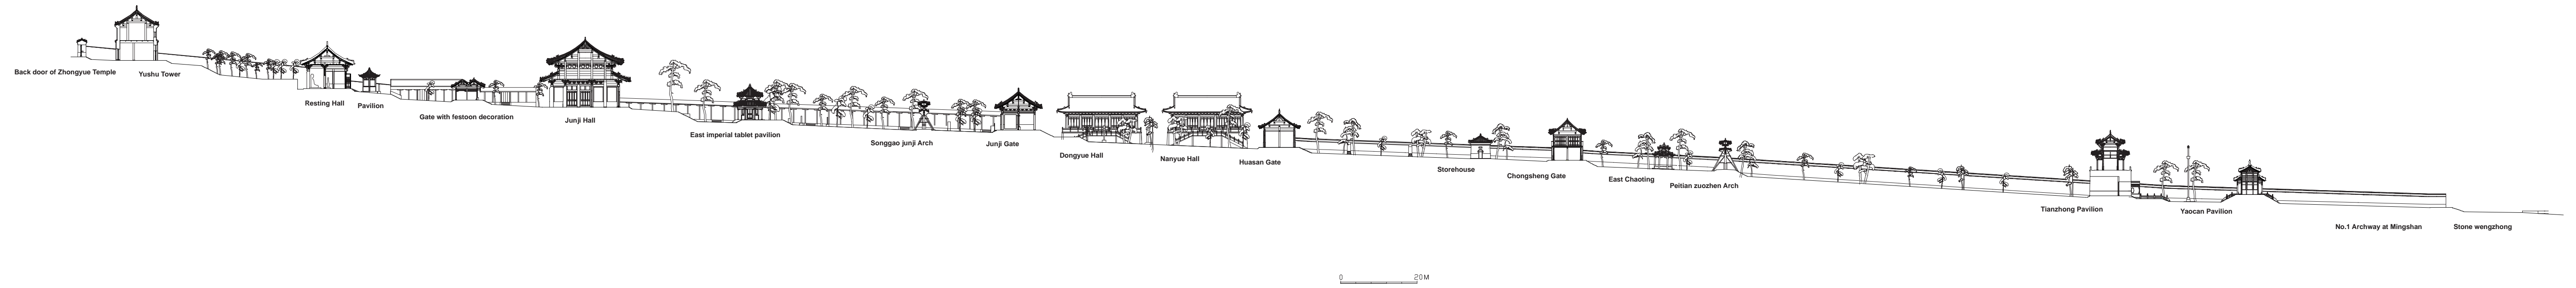 Back door of Zhongyue Temple
Yushu Tower
Resting Hall
Pavilion
Gate with festoon decoration
Junji Hall
East imperial tablet pavilion
Songgao junji Arch
Junji Gate
Dongyue Hall
Nanyue Hall
Huasan Gate
Storehouse
Chongsheng Gate
East Chaoting
Peitian zuozhen Arch
Tianzhong Pavilion
Yaocan Pavilion
No.1 Archway at Mingshan
Stone wengzhong
0 20M